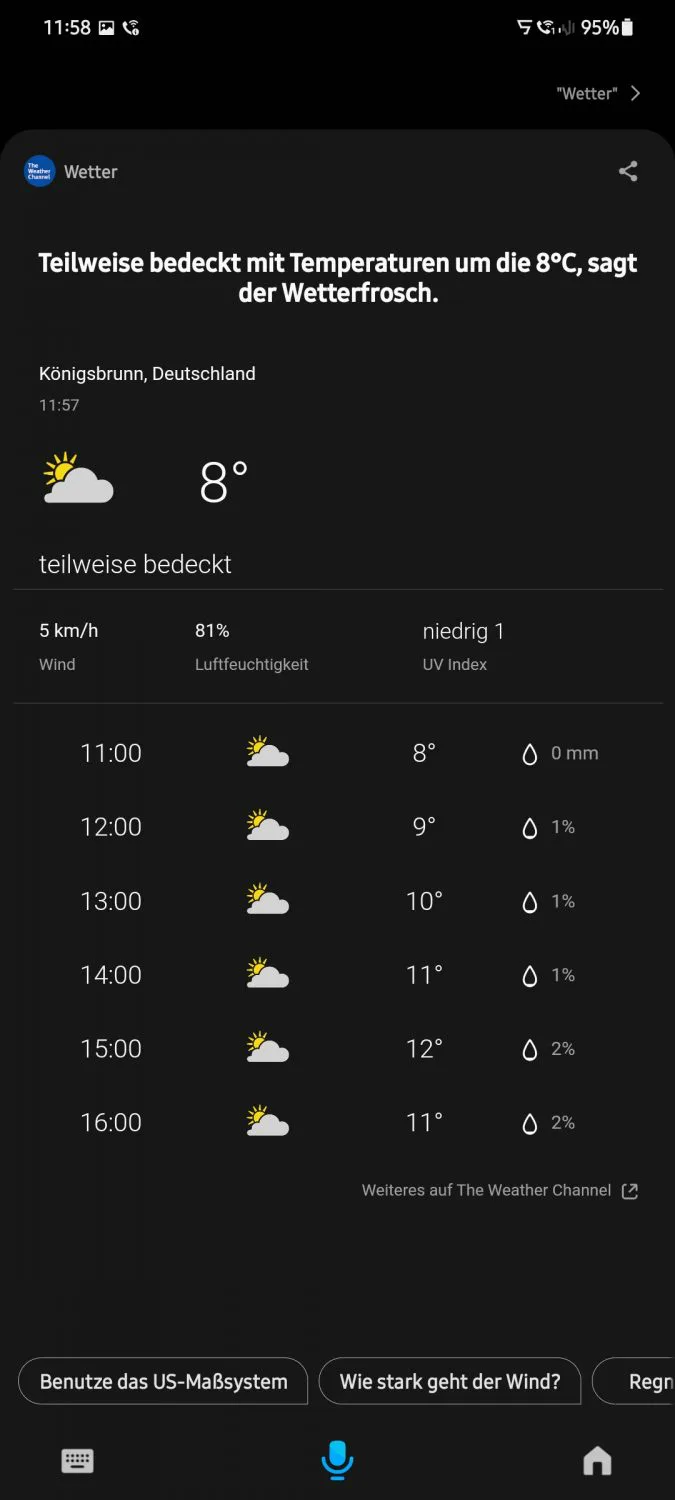 11:58 95%
"Wetter"
The Weather Channel Wetter
Teilweise bedeckt mit Temperaturen um die 8°C, sagt
der Wetterfrosch.
Königsbrunn, Deutschland
11:57
8°
teilweise bedeckt
5 km/h 81% niedrig 1
Wind Luftfeuchtigkeit UV Index
11:00 8° 0 mm
12:00 9° 1%
13:00 10° 1%
14:00 11° 1%
15:00 12° 2%
16:00 11° 2%
Weiteres auf The Weather Channel
Benutze das US-Maßsystem Wie stark geht der Wind? Regn